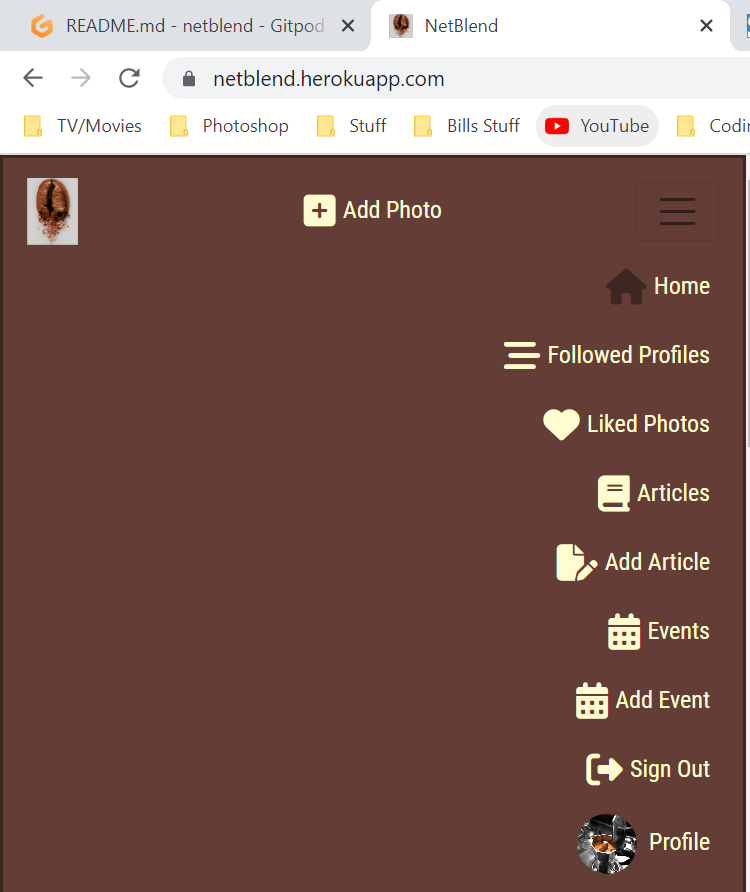 README.md - netblend - Gitpod
NetBlend
netblend.herokuapp.com
TV/Movies Photoshop Stuff Bills Stuff YouTube Codin
Add Photo
Home
Followed Profiles
Liked Photos
Articles
Add Article
Events
Add Event
Sign Out
Profile